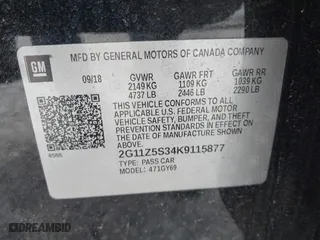 MFD BY GENERAL MOTORS OF CANADA COMPANY
GM
09/18 GVWR GAWR FRT GAWR RR
2149 KG 1109 KG 1039 KG
4737 LB 2446 LB 2290 LB
THIS VEHICLE CONFORMS TO ALL
APPLICABLE U.S. FEDERAL MOTOR
VEHICLE SAFETY, BUMPER, AND THEFT
PREVENTION STANDARDS IN EFFECT ON
THE DATE OF MANUFACTURE SHOWN
ABOVE.
2G11Z5S34K9115877
TYPE: PASS CAR
MODEL: 471GY69
DREAMBID